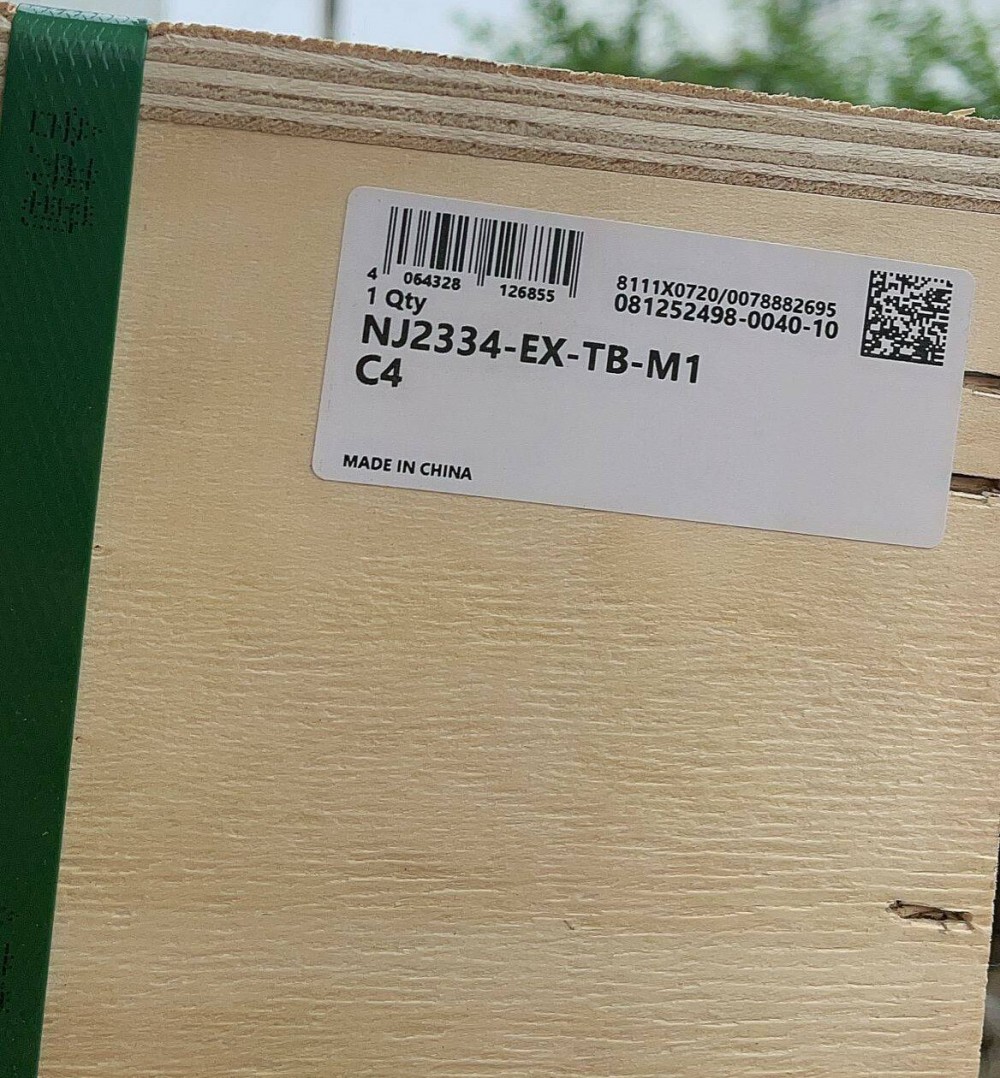 4 064328 126855
1 Qty
8111X0720/0078882695
081252498-0040-10
NJ2334-EX-TB-M1
C4
MADE IN CHINA